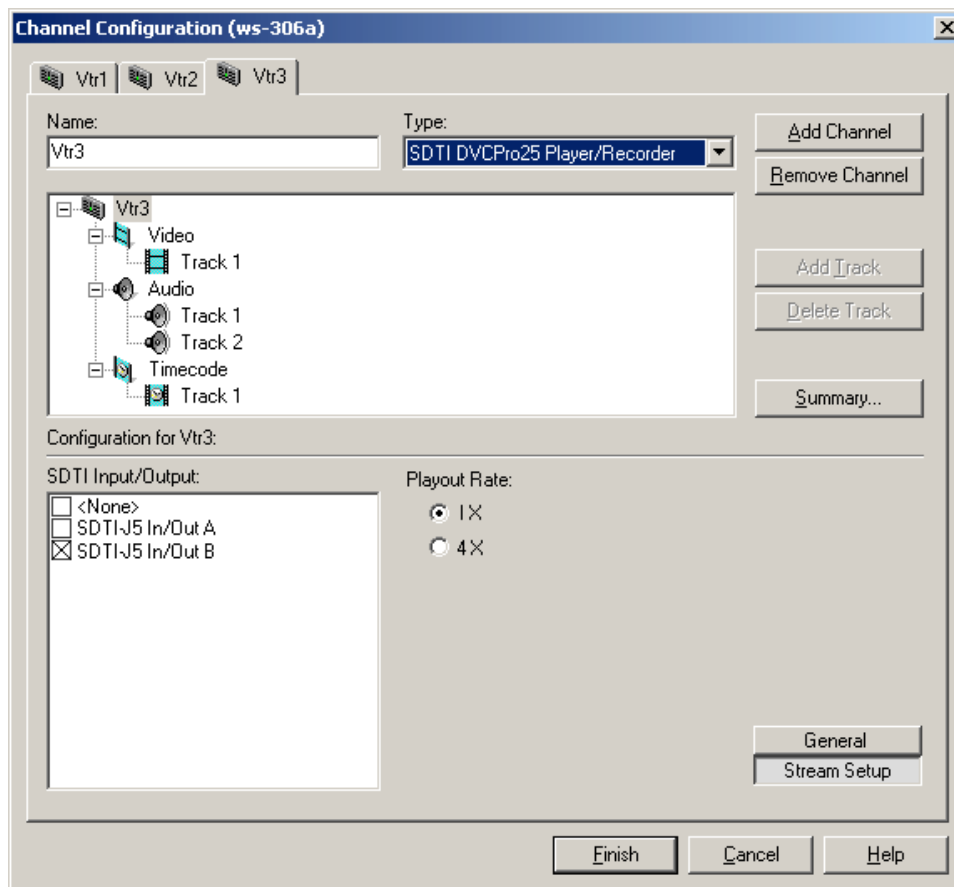 Channel Configuration (ws-306a)
Vtr1
Vtr2
Vtr3
Name:
Type:
Vtr3
SDTI DVCPro25 Player/Recorder
Add Channel
Remove Channel
Vtr3
Video
Track 1
Audio
Track 1
Track 2
Timecode
Track 1
Add Track
Delete Track
Summary...
Configuration for Vtr3:
SDTI Input/Output:
<None>
SDTI-J5 In/Out A
SDTI-J5 In/Out B
Playout Rate:
1X
4X
General
Stream Setup
Finish
Cancel
Help